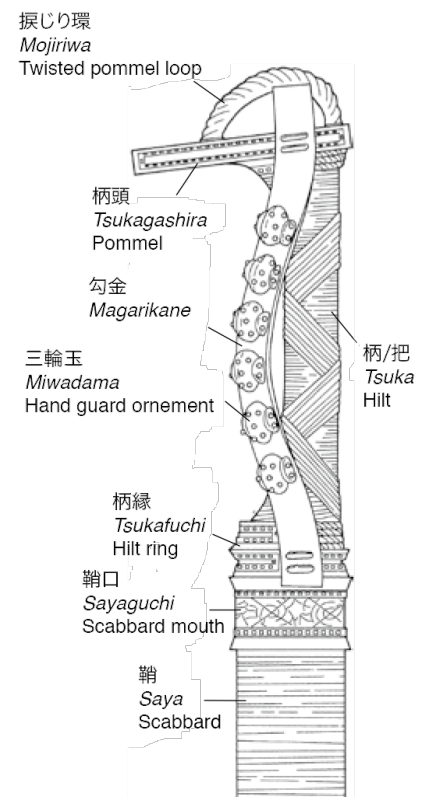 捩じり環
Mojiriwa
Twisted pommel loop
柄頭
Tsukagashira
Pommel
勾金
Magarikane
三輪玉
Miwadama
Hand guard ornement
柄/把
Tsuka
Hilt
柄縁
Tsukafuchi
Hilt ring
鞘口
Sayaguchi
Scabbard mouth
鞘
Saya
Scabbard